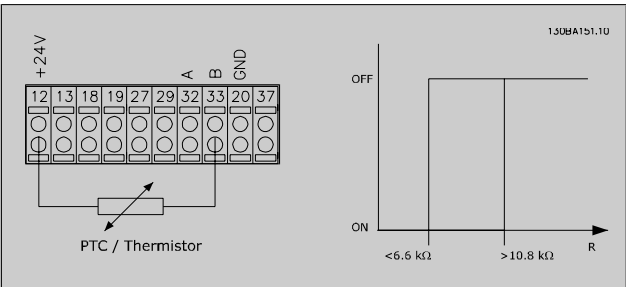 130BA151.10
+24V
A
B
GND
12 13 18 19 27 29 32 33 20 37
PTC / Thermistor
OFF
ON
R
<6.6 kΩ
>10.8 kΩ